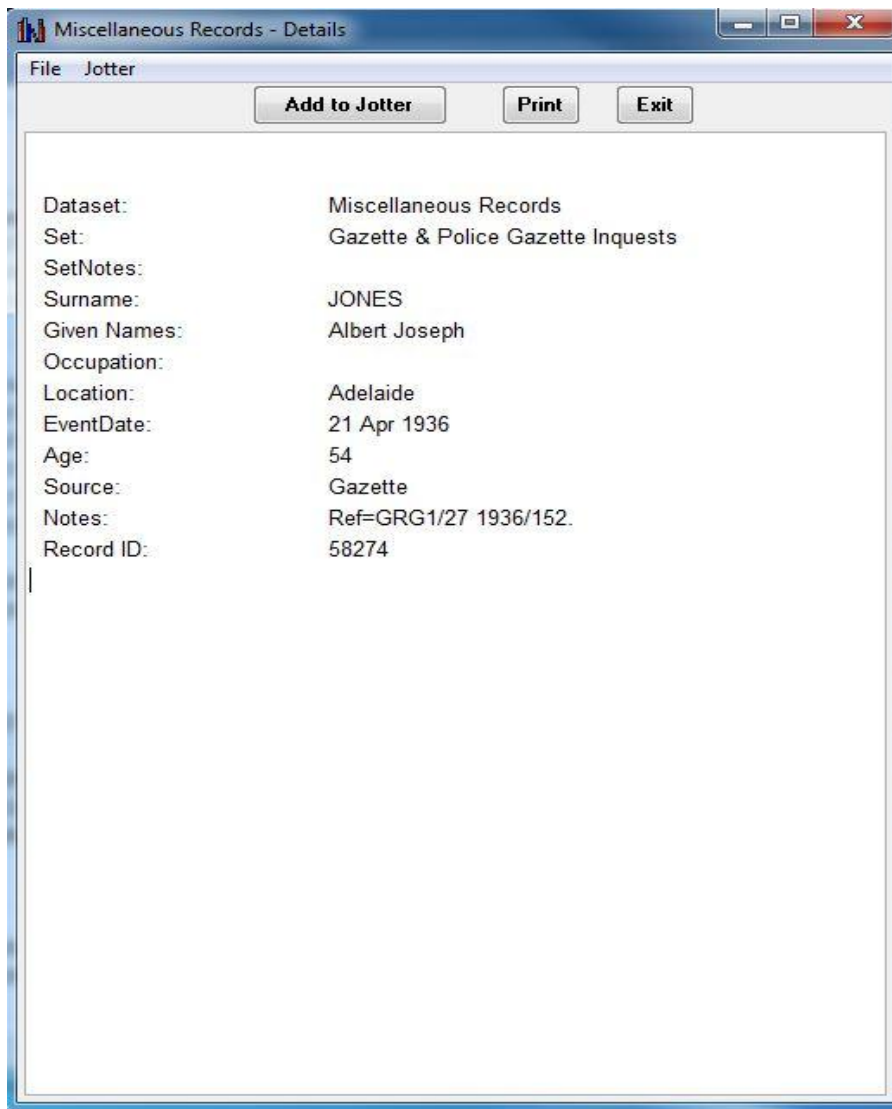 Miscellaneous Records - Details
File Jotter
Add to Jotter Print Exit
Dataset: Miscellaneous Records
Set: Gazette & Police Gazette Inquests
SetNotes:
Surname: JONES
Given Names: Albert Joseph
Occupation:
Location: Adelaide
EventDate: 21 Apr 1936
Age: 54
Source: Gazette
Notes: Ref=GRG1/27 1936/152.
Record ID: 58274